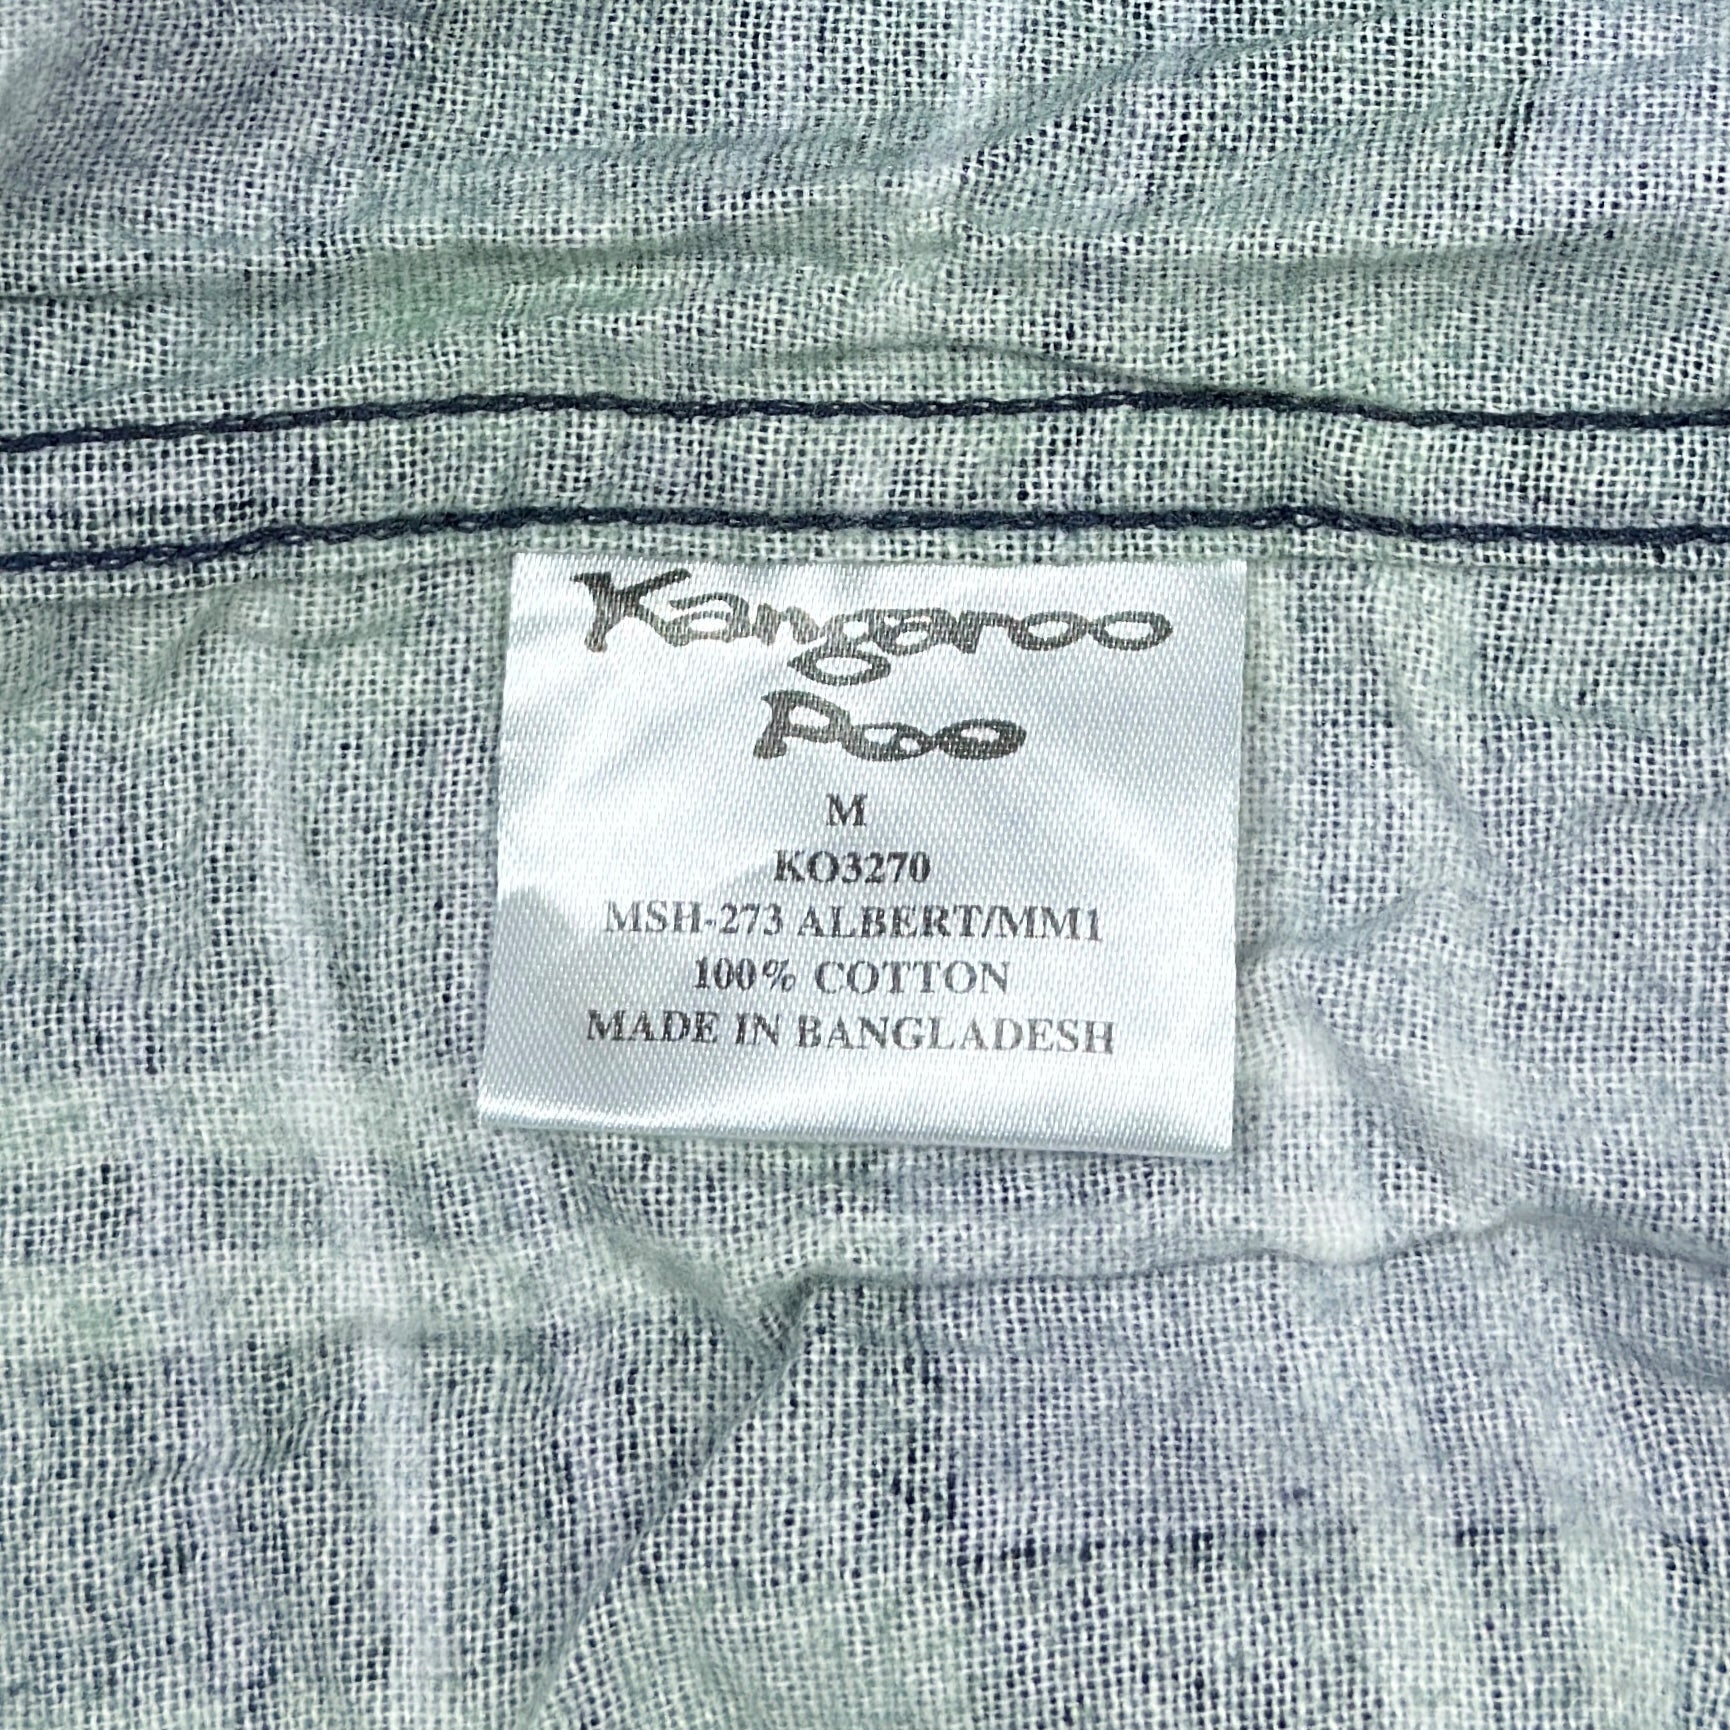 Kangaroo
Poo
M
KO3270
MSH-273 ALBERT/MM1
100% COTTON
MADE IN BANGLADESH